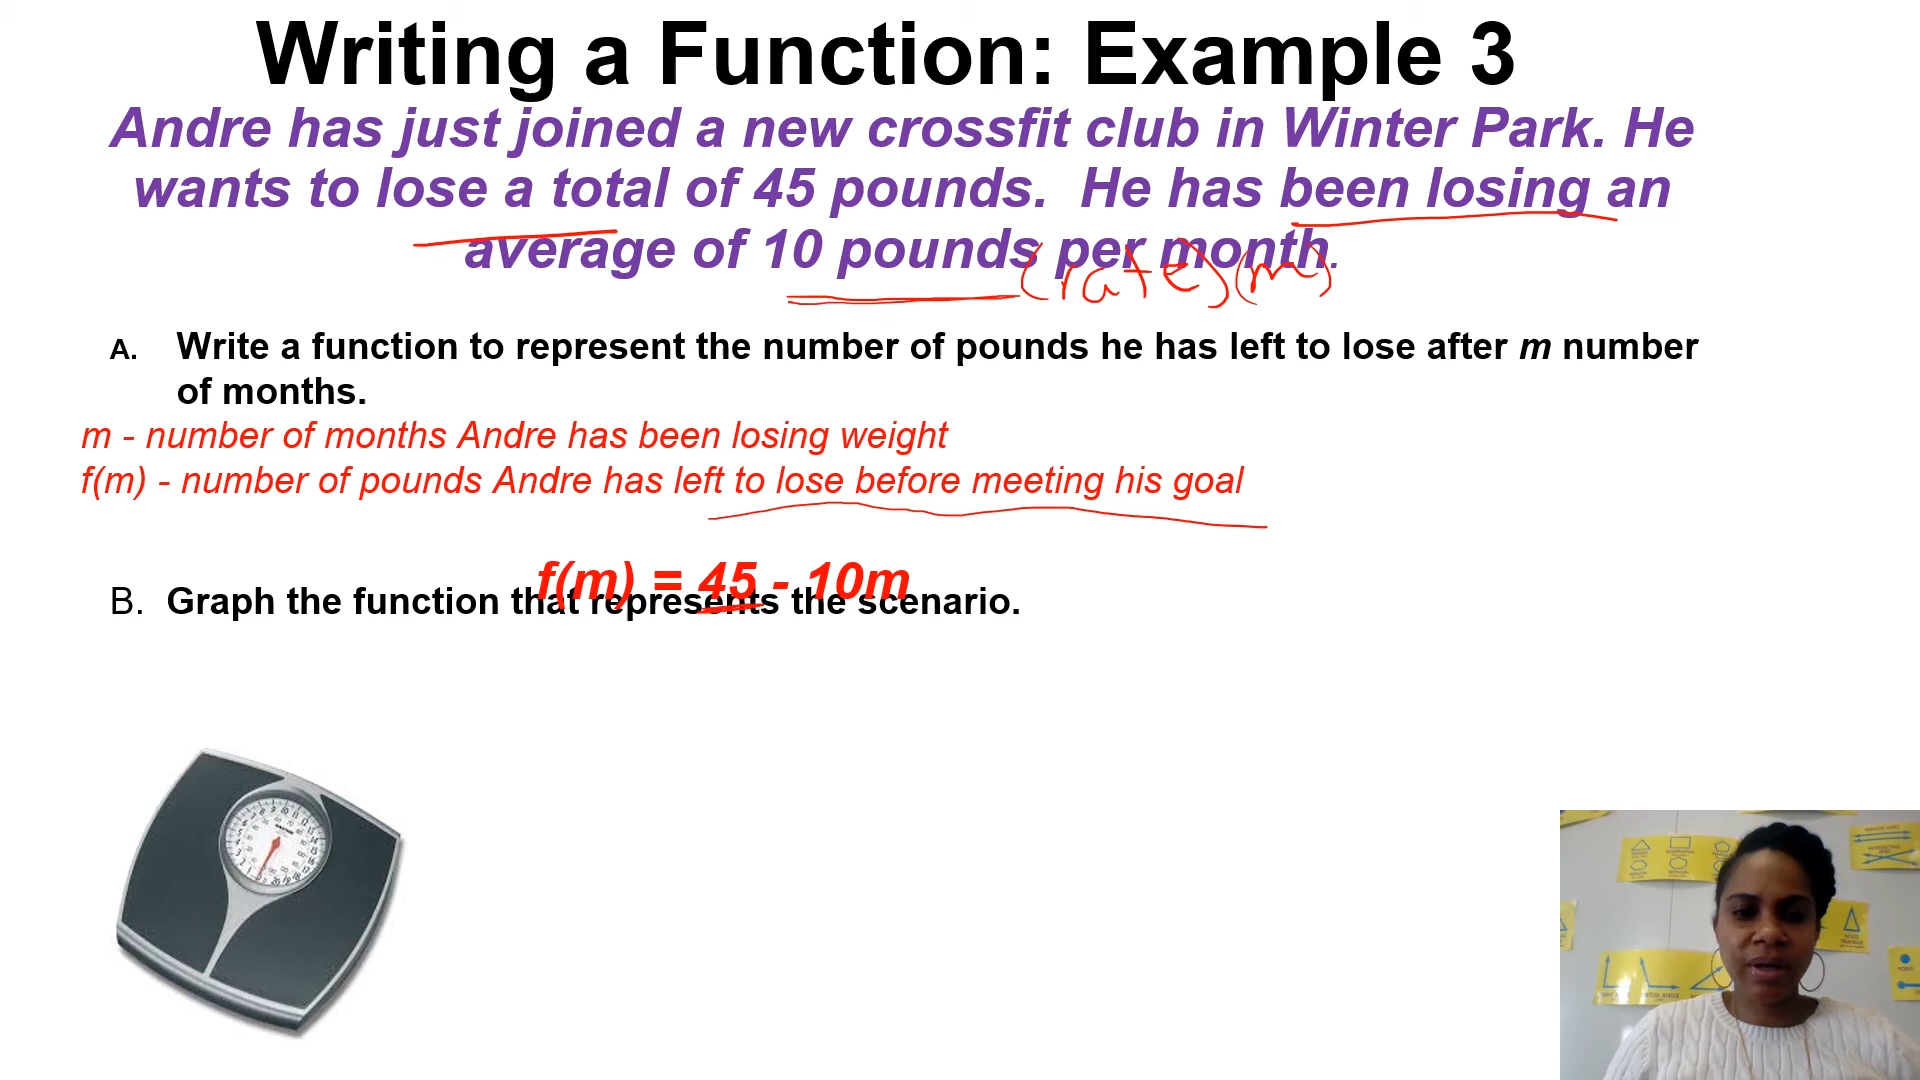 Writing a Function: Example 3
Andre has just joined a new crossfit club in Winter Park. He
wants to lose a total of 45 pounds. He has been losing an
average of 10 pounds per month.
(rate)(m)
A. Write a function to represent the number of pounds he has left to lose after m number
of months.
m - number of months Andre has been losing weight
f(m) - number of pounds Andre has left to lose before meeting his goal
f(m) = 45 - 10m
B. Graph the function that represents the scenario.